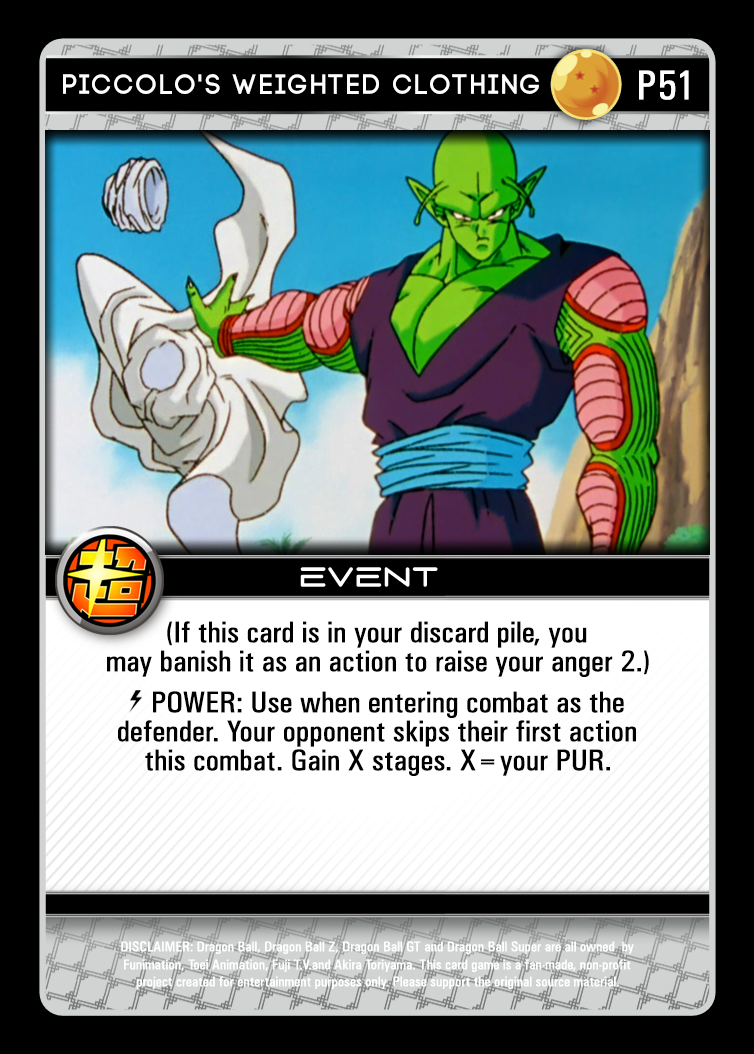 PICCOLO'S WEIGHTED CLOTHING P51
EVENT
(If this card is in your discard pile, you
may banish it as an action to raise your anger 2.)
POWER: Use when entering combat as the
defender. Your opponent skips their first action
this combat. Gain X stages. X = your PUR.
DISCLAIMER: Dragon Ball, Dragon Ball Z, Dragon Ball GT and Dragon Ball Super are all owned by
Funimation, Toei Animation, Fuji T.V.and Akira Toriyama. This card game is a fan-made, non-profit
project created for entertainment purposes only. Please support the original source material.